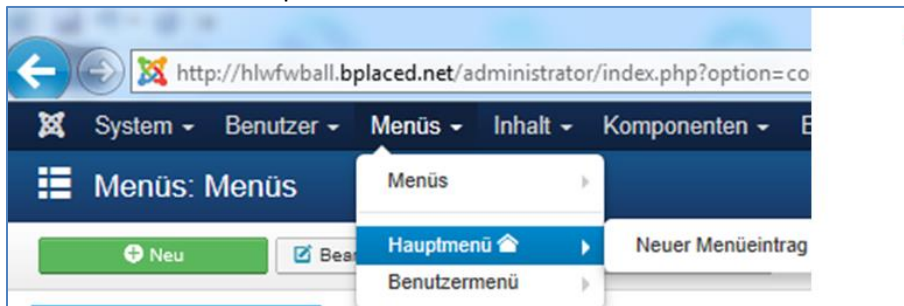 http://hlwfwball.bplaced.net/administrator/index.php?option=co
System Benutzer Menüs Inhalt Komponenten
Menüs: Menüs
Menüs
Neu Bea Hauptmenü Neuer Menüeintrag
Benutzermenü